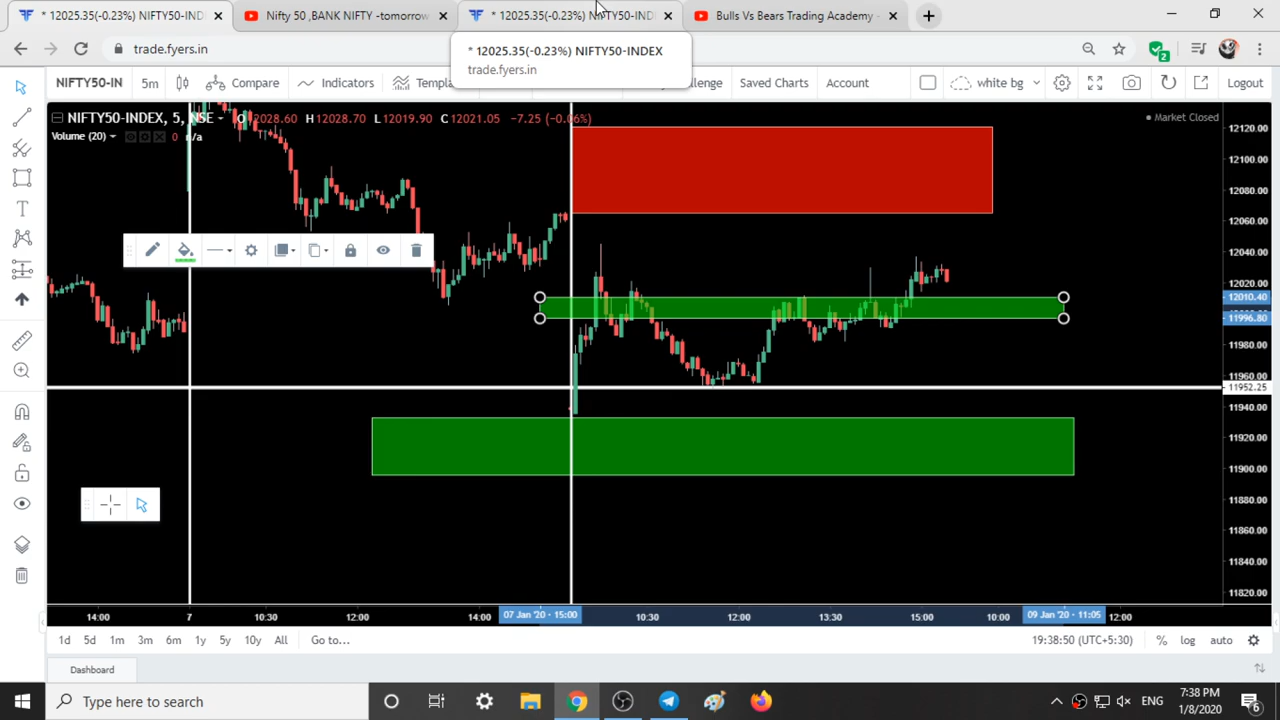 * 12025.35(-0.23%) NIFTY50-IND
Nifty 50 ,BANK NIFTY -tomorrow
* 12025.35(-0.23%) NIFTY50-IND
Bulls Vs Bears Trading Academy -
trade.fyers.in
* 12025.35(-0.23%) NIFTY50-INDEX
trade.fyers.in
2
NIFTY50-IN
5m
Compare
Indicators
Templa
llenge
Saved Charts
Account
white bg
Logout
NIFTY50-INDEX, 5, NSE
O 2028.60 H 12028.70 L 12019.90 C 12021.05 −7.25 (−0.06%)
Market Closed
Volume (20)
0 n/a
12120.00
12100.00
12080.00
12060.00
12040.00
12020.00
12010.40
11996.80
11980.00
11960.00
11952.25
11940.00
11920.00
11900.00
11880.00
11860.00
11840.00
11820.00
14:00
7
10:30
12:00
14:00
07 Jan '20 - 15:00
10:30
12:00
13:30
15:00
10:00
09 Jan '20 - 11:05
12:00
1d 5d 1m 3m 6m 1y 5y 10y All Go to...
19:38:50 (UTC+5:30) % log auto
Dashboard
Type here to search
ENG
7:38 PM
1/8/2020
6